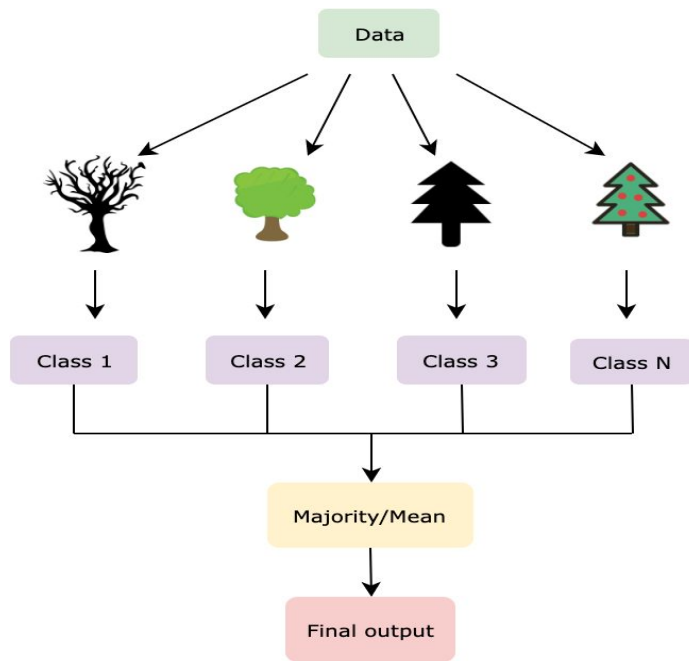 Data
Class 1
Class 2
Class 3
Class N
Majority/Mean
Final output